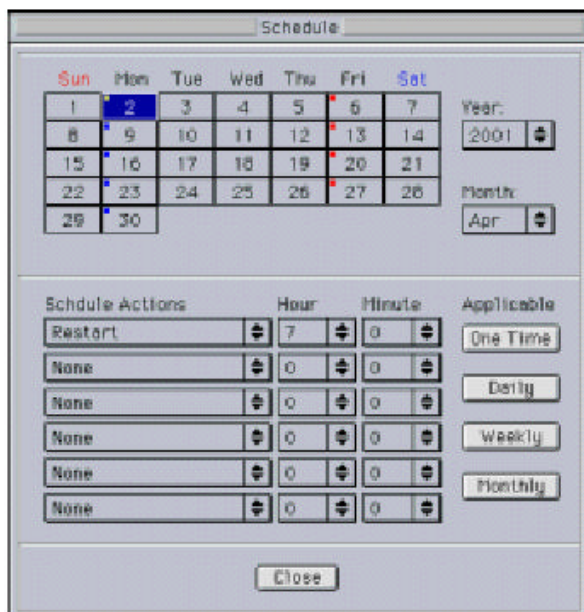 Schedule
Sun Mon Tue Wed Thu Fri Sat
1 2 3 4 5 6 7
8 9 10 11 12 13 14
15 16 17 18 19 20 21
22 23 24 25 26 27 28
29 30
Year:
2001
Month:
Apr
Schdule Actions Hour Minute Applicable
Restart 7 0 One Time
None 0 0
None 0 0 Daily
None 0 0 Weekly
None 0 0 Monthly
None 0 0
Close